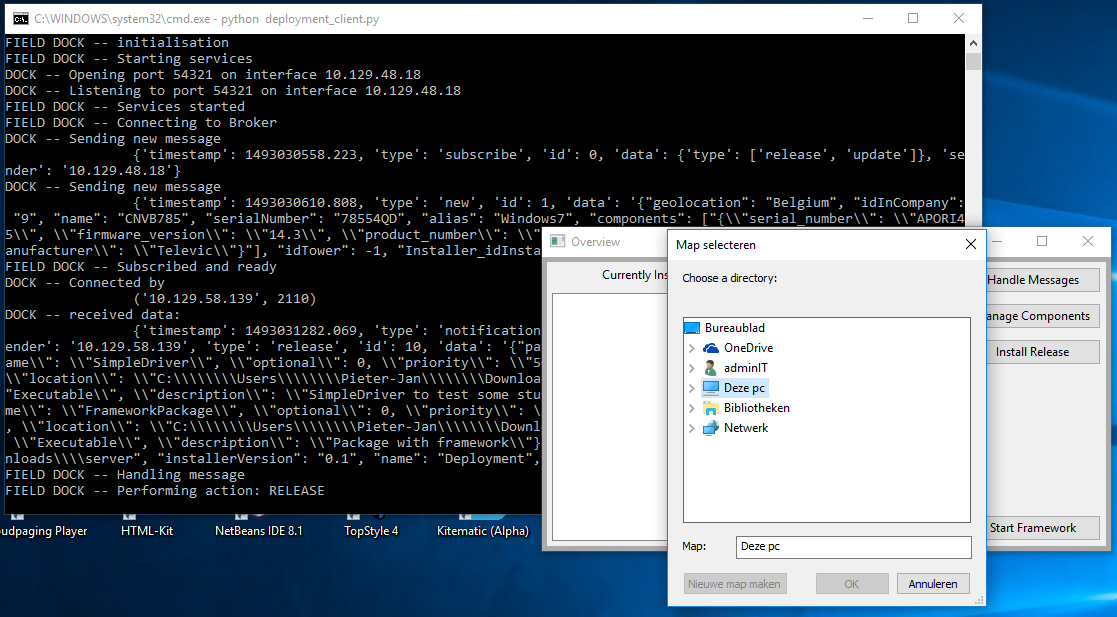 C:\WINDOWS\system32\cmd.exe - python  deployment_client.py
FIELD DOCK -- initialisation
FIELD DOCK -- Starting services
DOCK -- Opening port 54321 on interface 10.129.48.18
DOCK -- Listening to port 54321 on interface 10.129.48.18
FIELD DOCK -- Services started
FIELD DOCK -- Connecting to Broker
DOCK -- Sending new message
{'timestamp': 1493030558.223, 'type': 'subscribe', 'id': 0, 'data': {'type': ['release', 'update']}, 'se
nder': '10.129.48.18'}
DOCK -- Sending new message
{'timestamp': 1493030610.808, 'type': 'new', 'id': 1, 'data': '{"geolocation": "Belgium", "idInCompany":
"9", "name": "CNVB785", "serialNumber": "78554QD", "alias": "Windows7", "components": ["{\\"serial_number\\": \\"APORI4
5\\", \\"firmware_version\\": \\"14.3\\", \\"product_number\\": \\"
anufacturer\\": \\"Televic\\"}"], "idTower": -1, "Installer_idInsta
FIELD DOCK -- Subscribed and ready
DOCK -- Connected by
('10.129.58.139', 2110)
DOCK -- received data:
{'timestamp': 1493031282.069, 'type': 'notification
ender': '10.129.58.139', 'type': 'release', 'id': 10, 'data': '{"pa
ame\\": \\"SimpleDriver\\", \\"optional\\": 0, \\"priority\\": \\"5
\\"location\\": \\"C:\\\\\\\\Users\\\\\\\\Pieter-Jan\\\\\\\\Downloa
"Executable\\", \\"description\\": \\"SimpleDriver to test some stu
me\\": \\"FrameworkPackage\\", \\"optional\\": 0, \\"priority\\": \
, \\"location\\": \\"C:\\\\\\\\Users\\\\\\\\Pieter-Jan\\\\\\\\Downl
\\"Executable\\", \\"description\\": \\"Package with framework\\"}
nloads\\\\server", "installerVersion": "0.1", "name": "Deployment",
FIELD DOCK -- Handling message
FIELD DOCK -- Performing action: RELEASE
Overview
Currently Ins
Handle Messages
anage Components
Install Release
Start Framework
Map selecteren
Choose a directory:
Bureaublad
OneDrive
adminIT
Deze pc
Bibliotheken
Netwerk
Map:
Deze pc
Nieuwe map maken
OK
Annuleren
oudpaging Player
HTML-Kit
NetBeans IDE 8.1
TopStyle 4
Kitematic (Alpha)